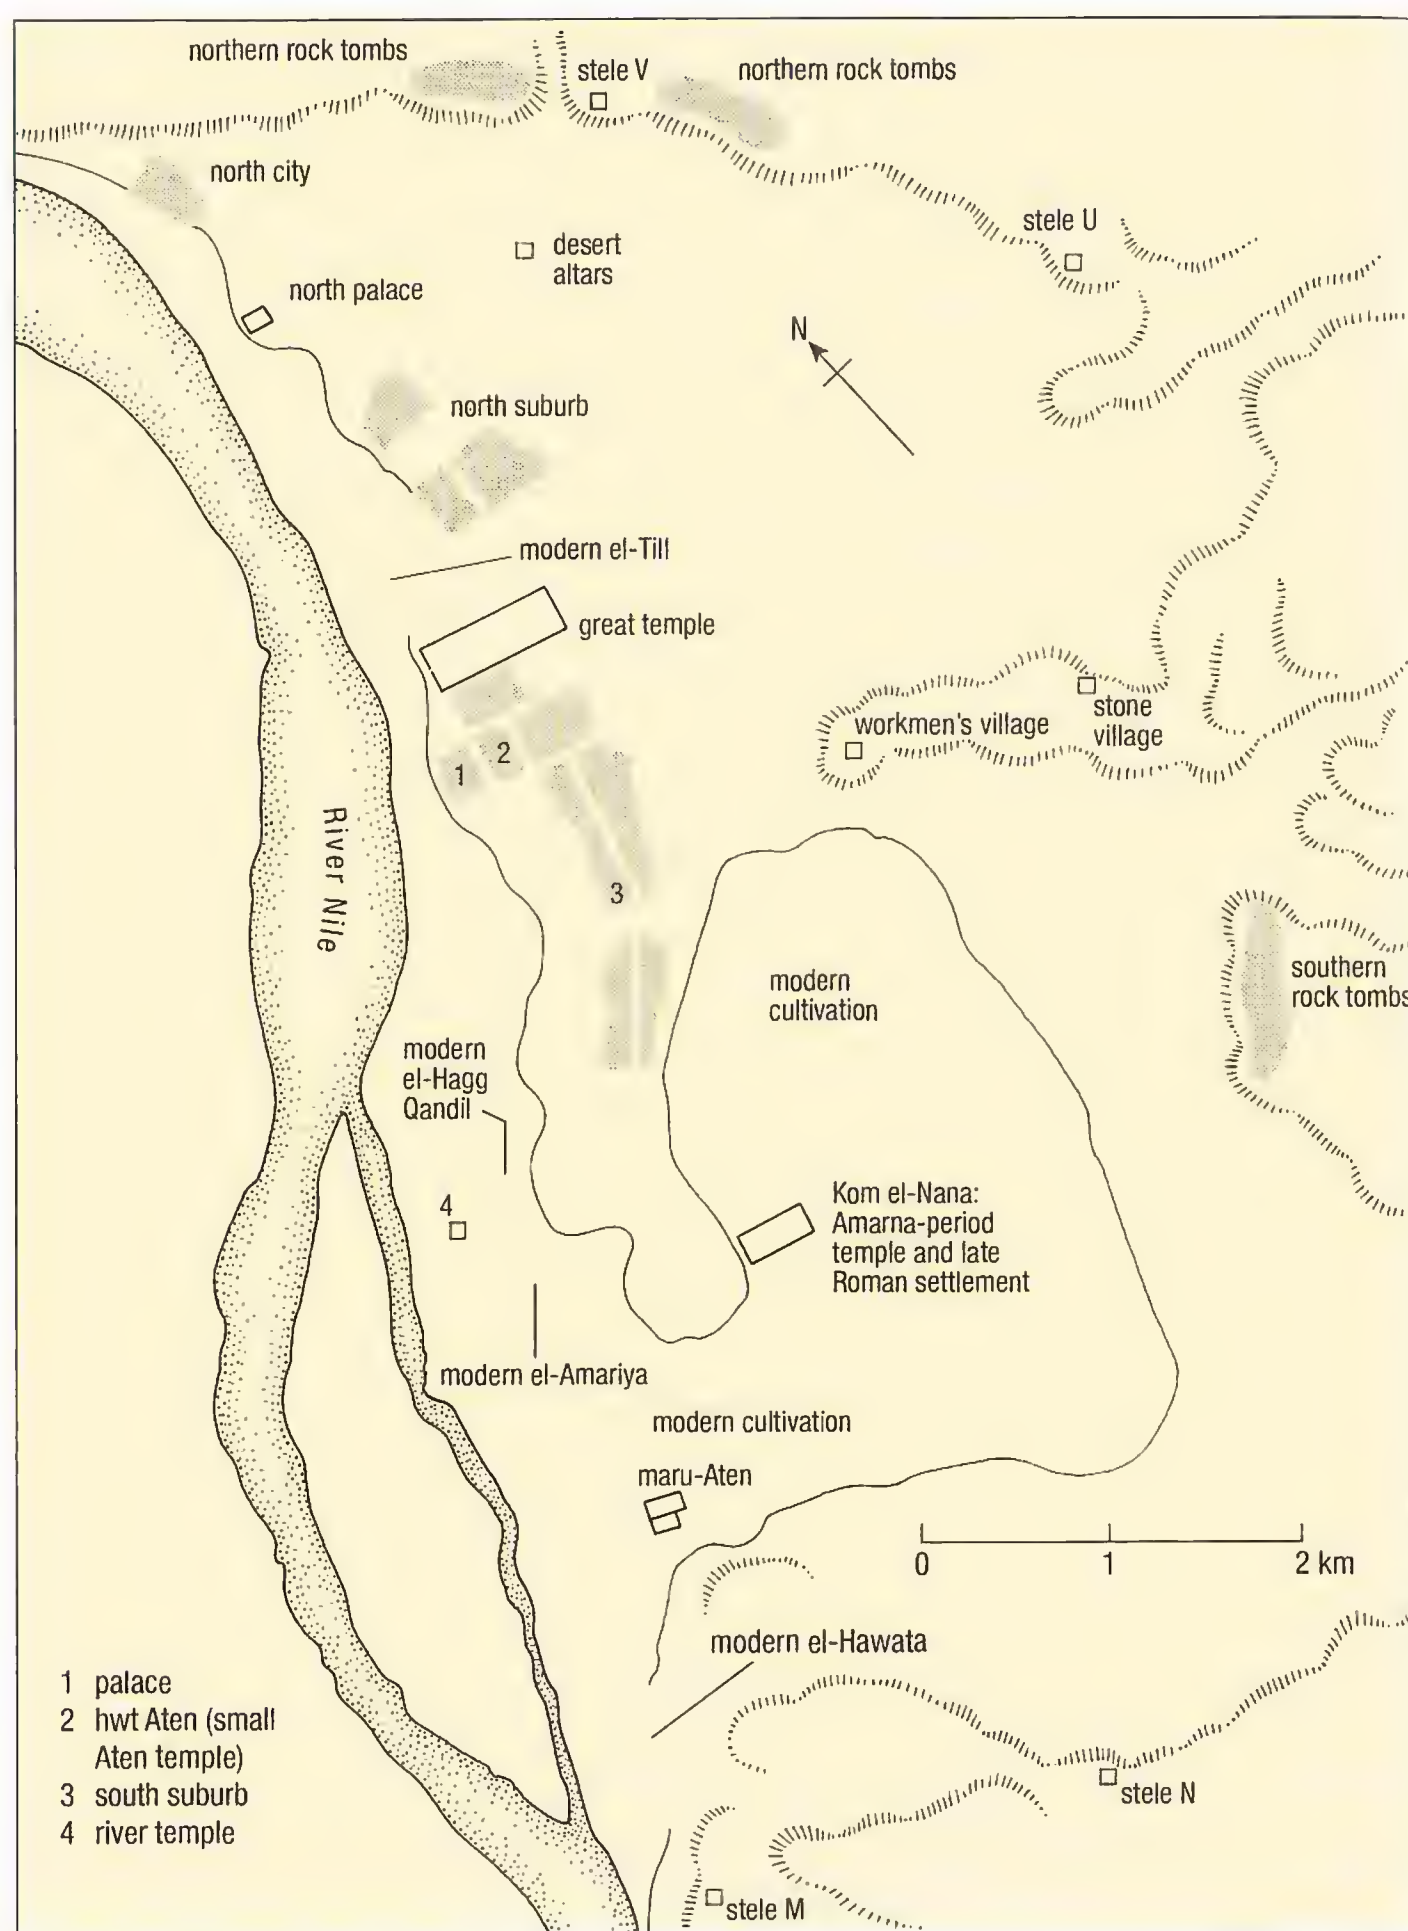 northern rock tombs
stele V
northern rock tombs
north city
stele U
desert
altars
north palace
N
north suburb
modern el-Till
great temple
stone
village
workmen's village
2
1
River Nile
3
modern
cultivation
southern
rock tombs
modern
el-Hagg
Qandil
4
Kom el-Nana:
Amarna-period
temple and late
Roman settlement
modern el-Amariya
modern cultivation
maru-Aten
0 1 2 km
modern el-Hawata
1 palace
2 hwt Aten (small
Aten temple)
3 south suburb
4 river temple
stele N
stele M